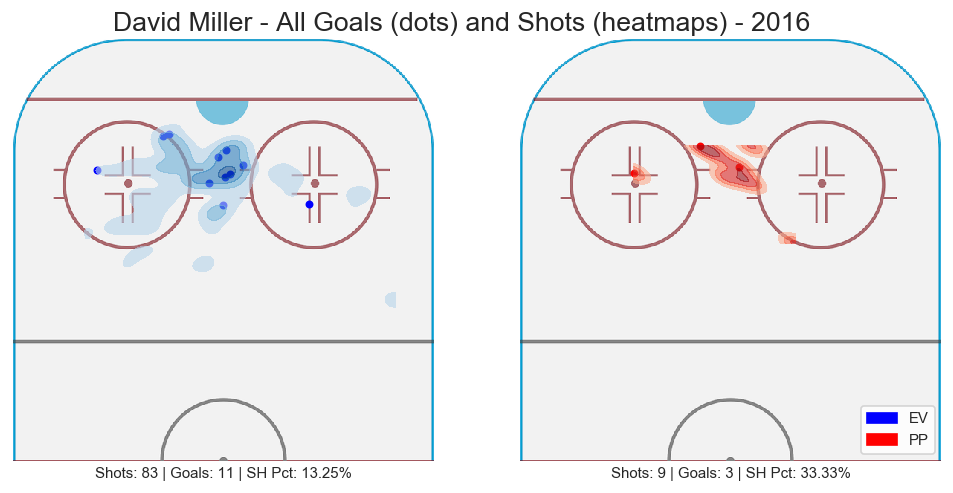 David Miller - All Goals (dots) and Shots (heatmaps) - 2016
EV
PP
Shots: 83 | Goals: 11 | SH Pct: 13.25%
Shots: 9 | Goals: 3 | SH Pct: 33.33%